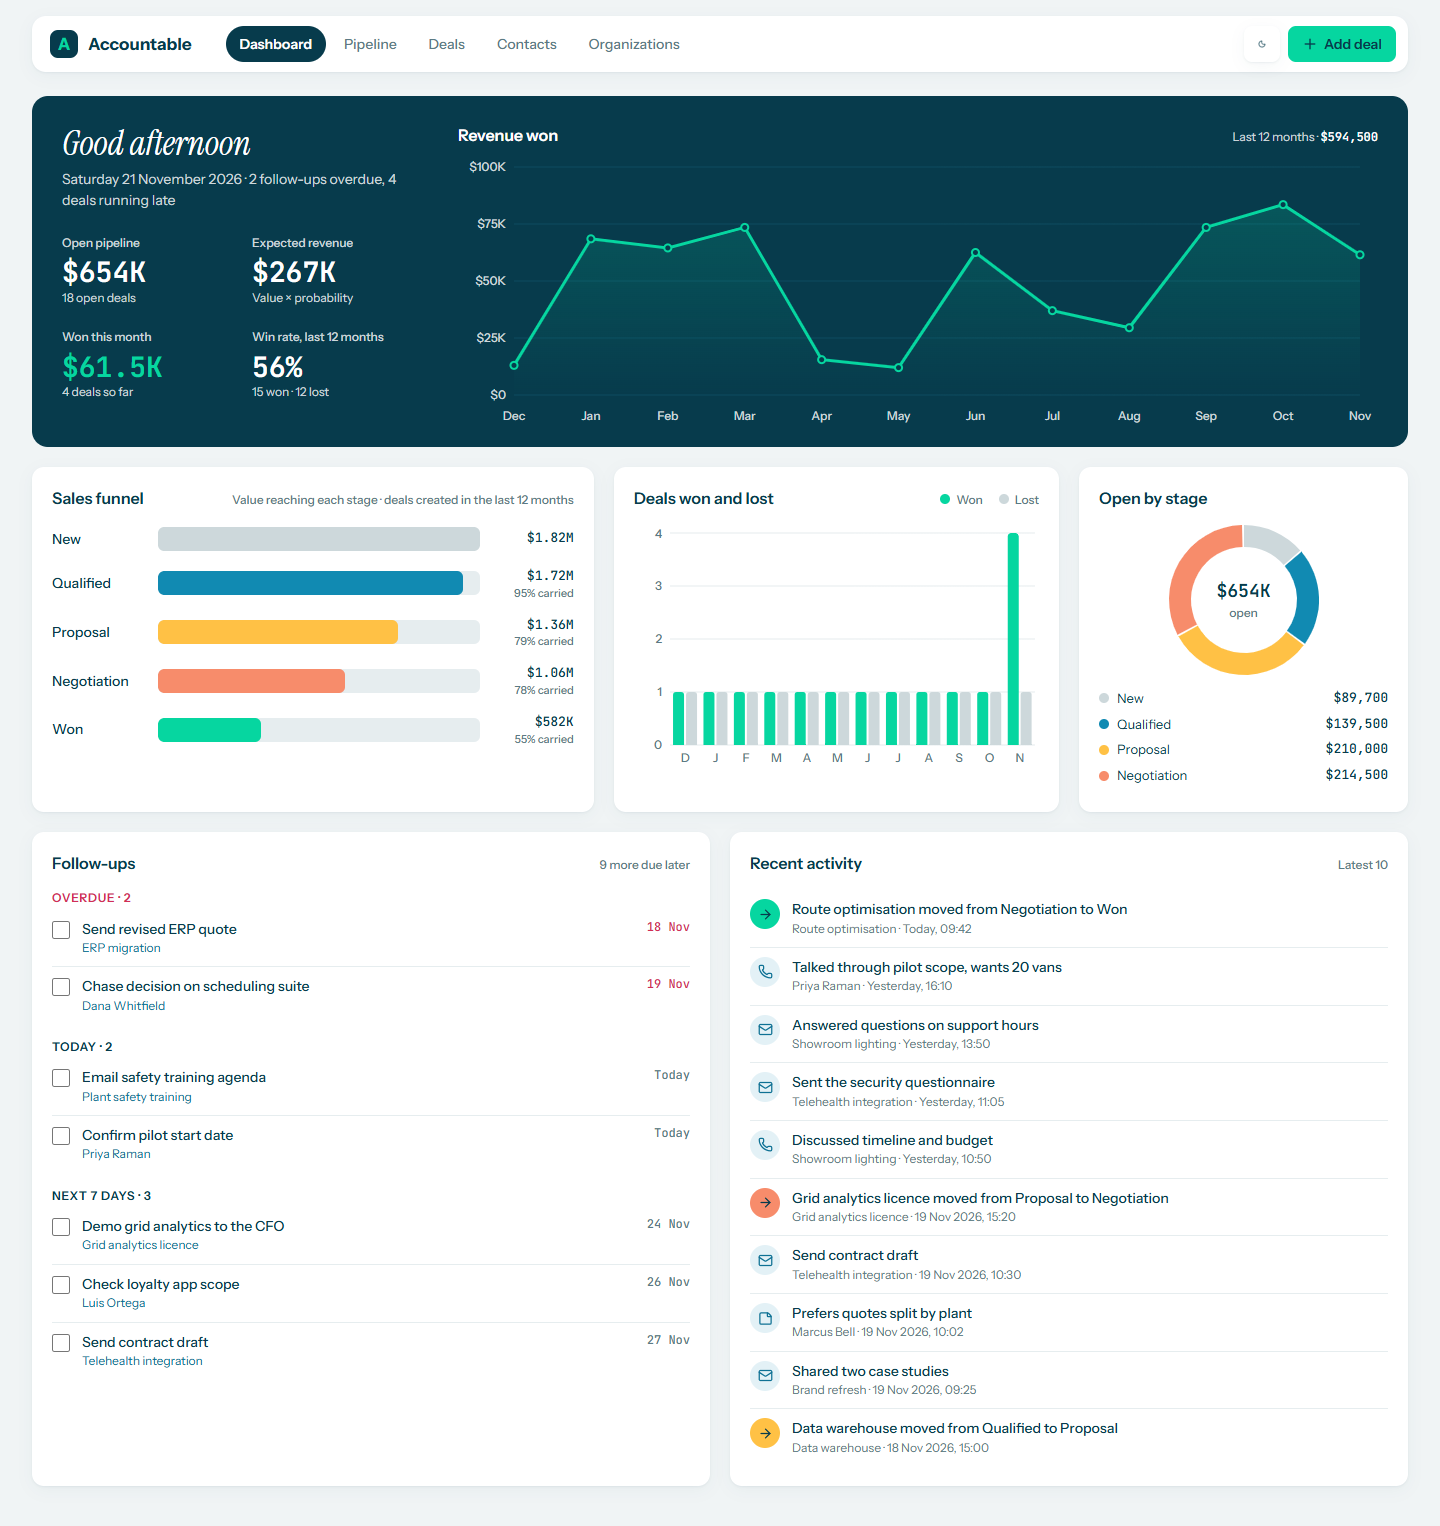 A Accountable Dashboard Pipeline Deals Contacts Organizations + Add deal
Good afternoon
Saturday 21 November 2026 · 2 follow-ups overdue, 4
deals running late
Open pipeline
$654K
18 open deals
Expected revenue
$267K
Value × probability
Won this month
$61.5K
4 deals so far
Win rate, last 12 months
56%
15 won · 12 lost
Revenue won
Last 12 months · $594,500
$100K
$75K
$50K
$25K
$0
Dec Jan Feb Mar Apr May Jun Jul Aug Sep Oct Nov
Sales funnel
Value reaching each stage · deals created in the last 12 months
New $1.82M
Qualified $1.72M
95% carried
Proposal $1.36M
79% carried
Negotiation $1.06M
78% carried
Won $582K
55% carried
Deals won and lost
Won Lost
4
3
2
1
0
D J F M A M J J A S O N
Open by stage
$654K
open
New $89,700
Qualified $139,500
Proposal $210,000
Negotiation $214,500
Follow-ups
9 more due later
OVERDUE · 2
Send revised ERP quote 18 Nov
ERP migration
Chase decision on scheduling suite 19 Nov
Dana Whitfield
TODAY · 2
Email safety training agenda Today
Plant safety training
Confirm pilot start date Today
Priya Raman
NEXT 7 DAYS · 3
Demo grid analytics to the CFO 24 Nov
Grid analytics licence
Check loyalty app scope 26 Nov
Luis Ortega
Send contract draft 27 Nov
Telehealth integration
Recent activity
Latest 10
Route optimisation moved from Negotiation to Won
Route optimisation · Today, 09:42
Talked through pilot scope, wants 20 vans
Priya Raman · Yesterday, 16:10
Answered questions on support hours
Showroom lighting · Yesterday, 13:50
Sent the security questionnaire
Telehealth integration · Yesterday, 11:05
Discussed timeline and budget
Showroom lighting · Yesterday, 10:50
Grid analytics licence moved from Proposal to Negotiation
Grid analytics licence · 19 Nov 2026, 15:20
Send contract draft
Telehealth integration · 19 Nov 2026, 10:30
Prefers quotes split by plant
Marcus Bell · 19 Nov 2026, 10:02
Shared two case studies
Brand refresh · 19 Nov 2026, 09:25
Data warehouse moved from Qualified to Proposal
Data warehouse · 18 Nov 2026, 15:00